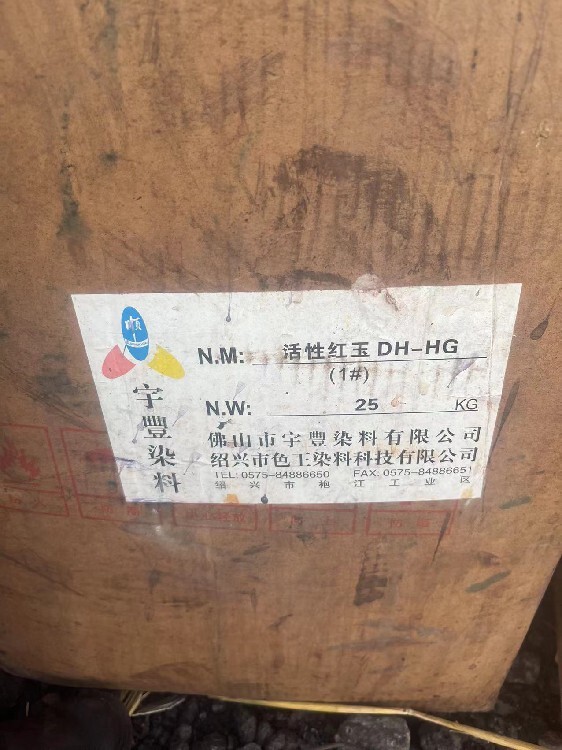 顺
宇豐染料
N.M: 活性红玉 DH-HG
(1#)
N.W: 25 KG
佛山市宇豐染料有限公司
绍兴市色工染料科技有限公司
TEL: 0575-84886650 FAX: 0575-84886651
绍兴市袍江工业区